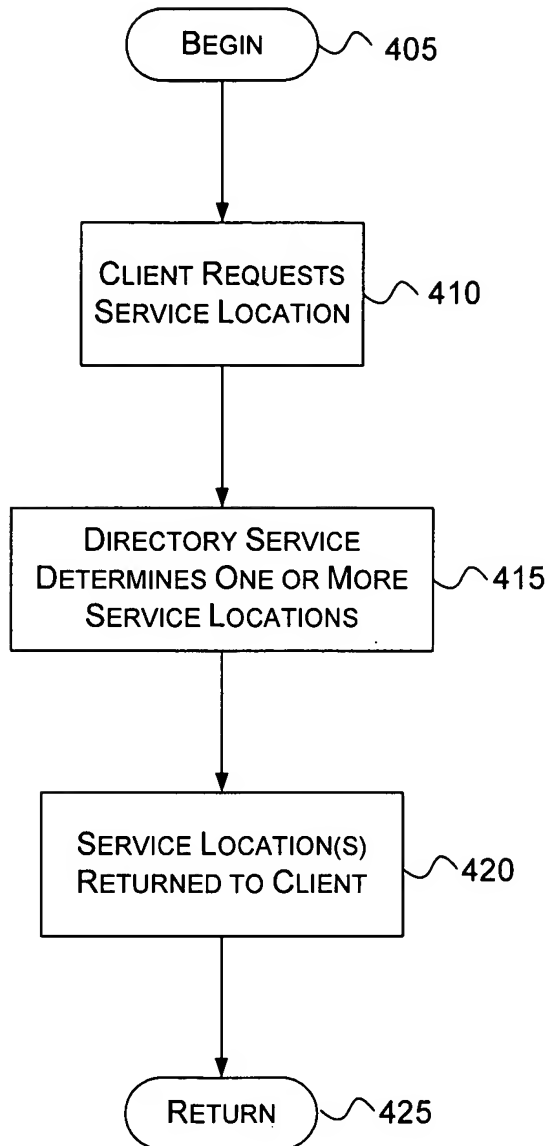 BEGIN
405
CLIENT REQUESTS
SERVICE LOCATION
410
DIRECTORY SERVICE
DETERMINES ONE OR MORE
SERVICE LOCATIONS
415
SERVICE LOCATION(S)
RETURNED TO CLIENT
420
RETURN
425